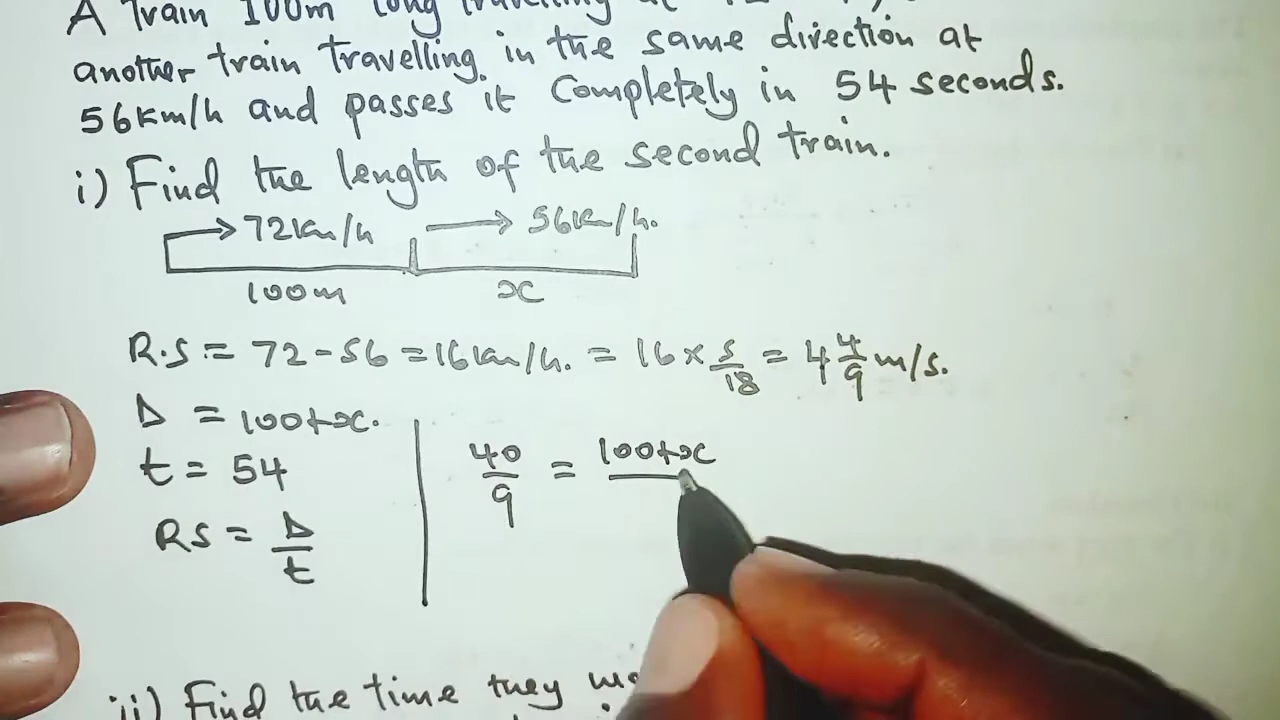 A Train 100m long travelling at
another train travelling in the same direction at
56Km/h and passes it completely in 54 seconds.
i) Find the length of the second train.
72Km/h 56Km/h.
100m x
R.S = 72-56 = 16Km/h. = 16 × 5/18 = 4 4/9 m/s.
D = 100+x.
t = 54
RS = D/t
40/9 = 100+x
ii) Find the time they